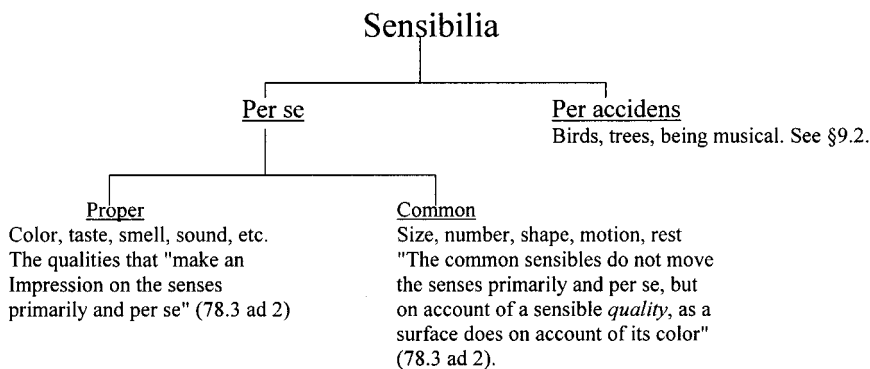 Sensibilia
Per se
Per accidens
Birds, trees, being musical. See §9.2.
Proper
Color, taste, smell, sound, etc.
The qualities that "make an
Impression on the senses
primarily and per se" (78.3 ad 2)
Common
Size, number, shape, motion, rest
"The common sensibles do not move
the senses primarily and per se, but
on account of a sensible quality, as a
surface does on account of its color"
(78.3 ad 2).